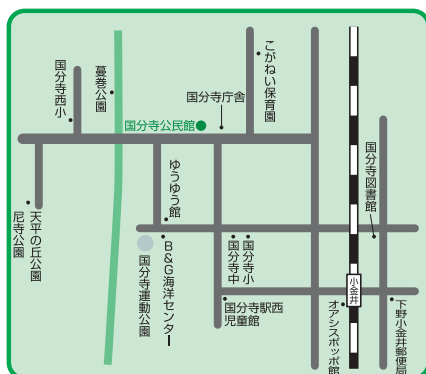 こがねい保育園
国分寺西小
蔓巻公園
国分寺庁舎
国分寺公民館
国分寺図書館
ゆうゆう館
天平の丘公園
尼寺公園
B&G海洋センター
国分寺運動公園
国分寺小
国分寺中
小金井
国分寺駅西
児童館
オアシスポッポ館
下野小金井郵便局